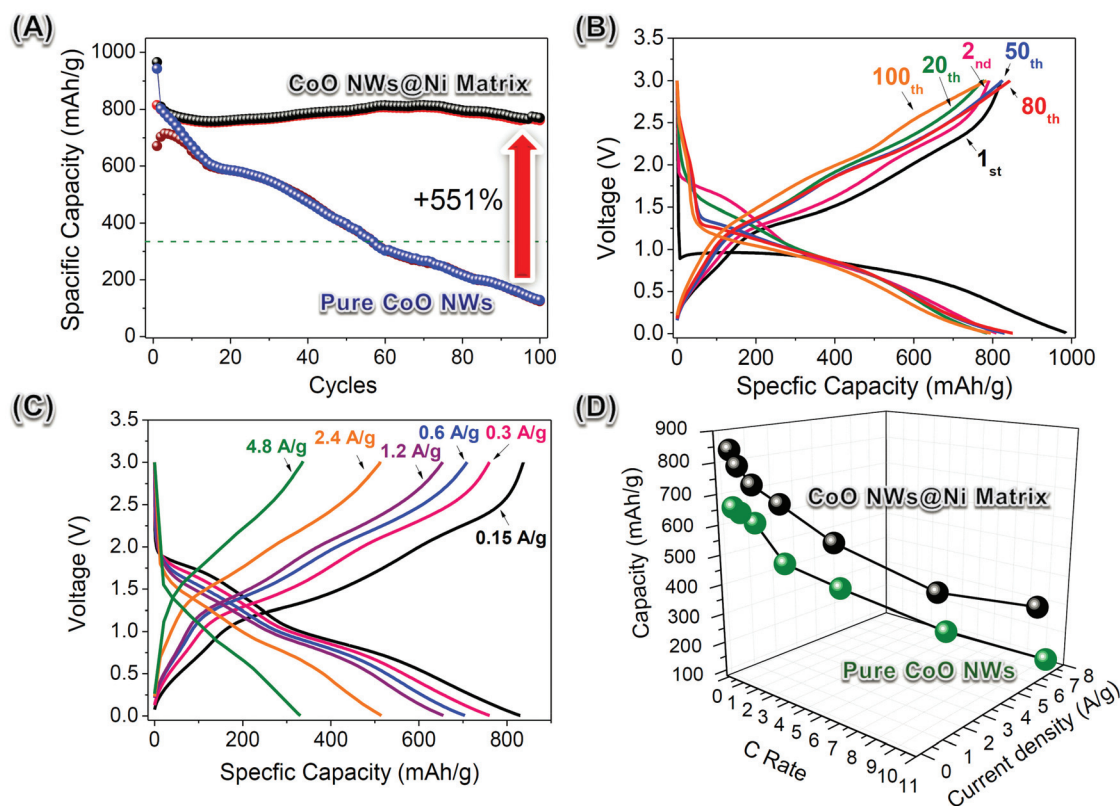 (A)
Spacific Capacity (mAh/g)
1000
800
600
400
200
0
CoO NWs@Ni Matrix
+551%
Pure CoO NWs
0 20 40 60 80 100
Cycles
(B)
Voltage (V)
3.5
3.0
2.5
2.0
1.5
1.0
0.5
0.0
100th
20th
2nd
50th
80th
1st
0 200 400 600 800 1000
Specfic Capacity (mAh/g)
(C)
Voltage (V)
3.5
3.0
2.5
2.0
1.5
1.0
0.5
0.0
4.8 A/g
2.4 A/g
1.2 A/g
0.6 A/g
0.3 A/g
0.15 A/g
0 200 400 600 800
Specfic Capacity (mAh/g)
(D)
Capacity (mAh/g)
900
800
700
600
500
400
300
200
100
CoO NWs@Ni Matrix
Pure CoO NWs
0 1 2 3 4 5 6 7 8 9 10 11
C Rate
0 1 2 3 4 5 6 7 8
Current density (A/g)